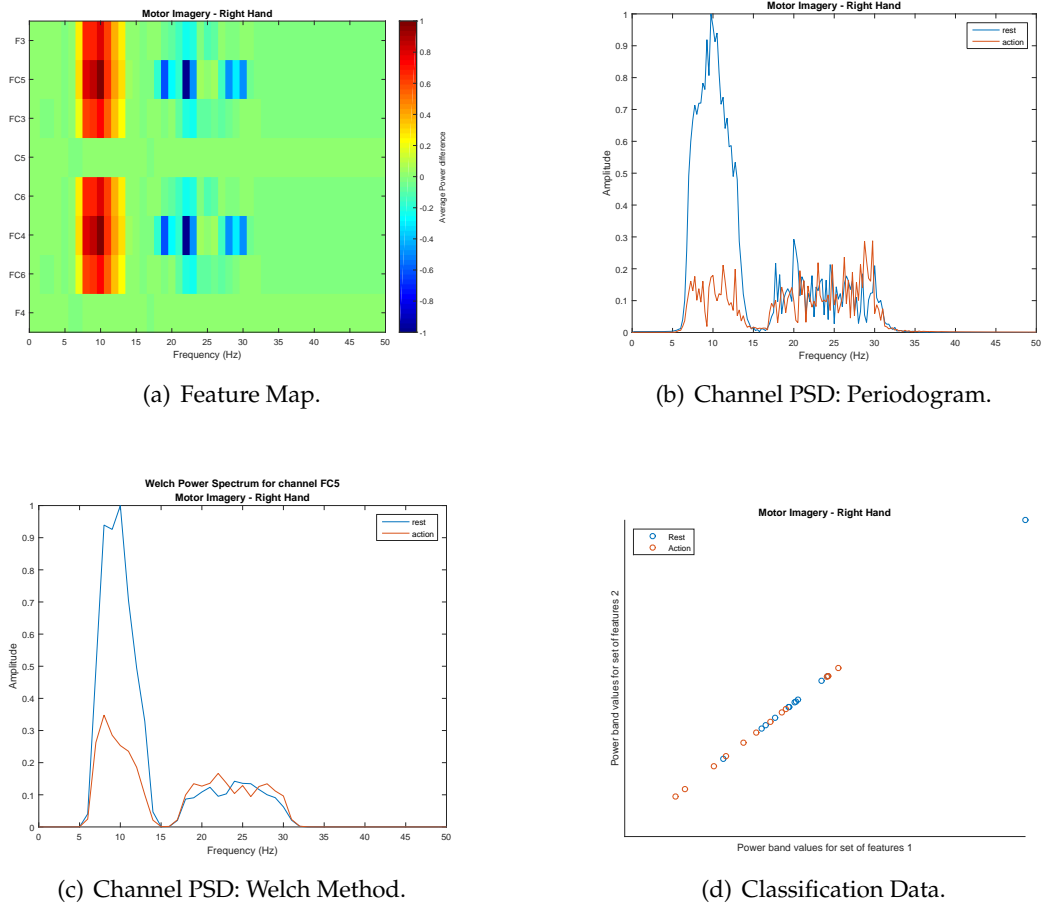 Motor Imagery - Right Hand
F3
FC5
FC3
C5
C6
FC4
FC6
F4
0 5 10 15 20 25 30 35 40 45 50
Frequency (Hz)
1
0.8
0.6
0.4
0.2
0
-0.2
-0.4
-0.6
-0.8
-1
Average Power difference
(a) Feature Map.
Motor Imagery - Right Hand
rest
action
1
0.9
0.8
0.7
0.6
0.5
0.4
0.3
0.2
0.1
0
Amplitude
0 5 10 15 20 25 30 35 40 45 50
Frequency (Hz)
(b) Channel PSD: Periodogram.
Welch Power Spectrum for channel FC5
Motor Imagery - Right Hand
rest
action
1
0.9
0.8
0.7
0.6
0.5
0.4
0.3
0.2
0.1
0
Amplitude
0 5 10 15 20 25 30 35 40 45 50
Frequency (Hz)
(c) Channel PSD: Welch Method.
Motor Imagery - Right Hand
Rest
Action
Power band values for set of features 2
Power band values for set of features 1
(d) Classification Data.